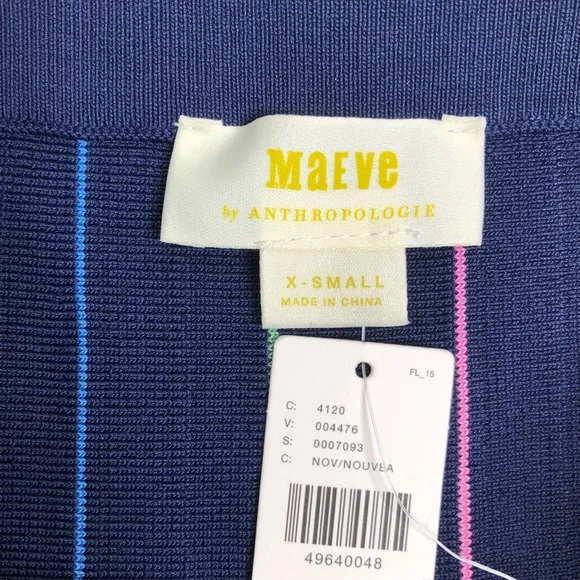 MaEve
by ANTHROPOLOGIE
X-SMALL
MADE IN CHINA
FL_15
C: 4120
V: 004476
S: 0007093
C: NOV/NOUVEA
49640048